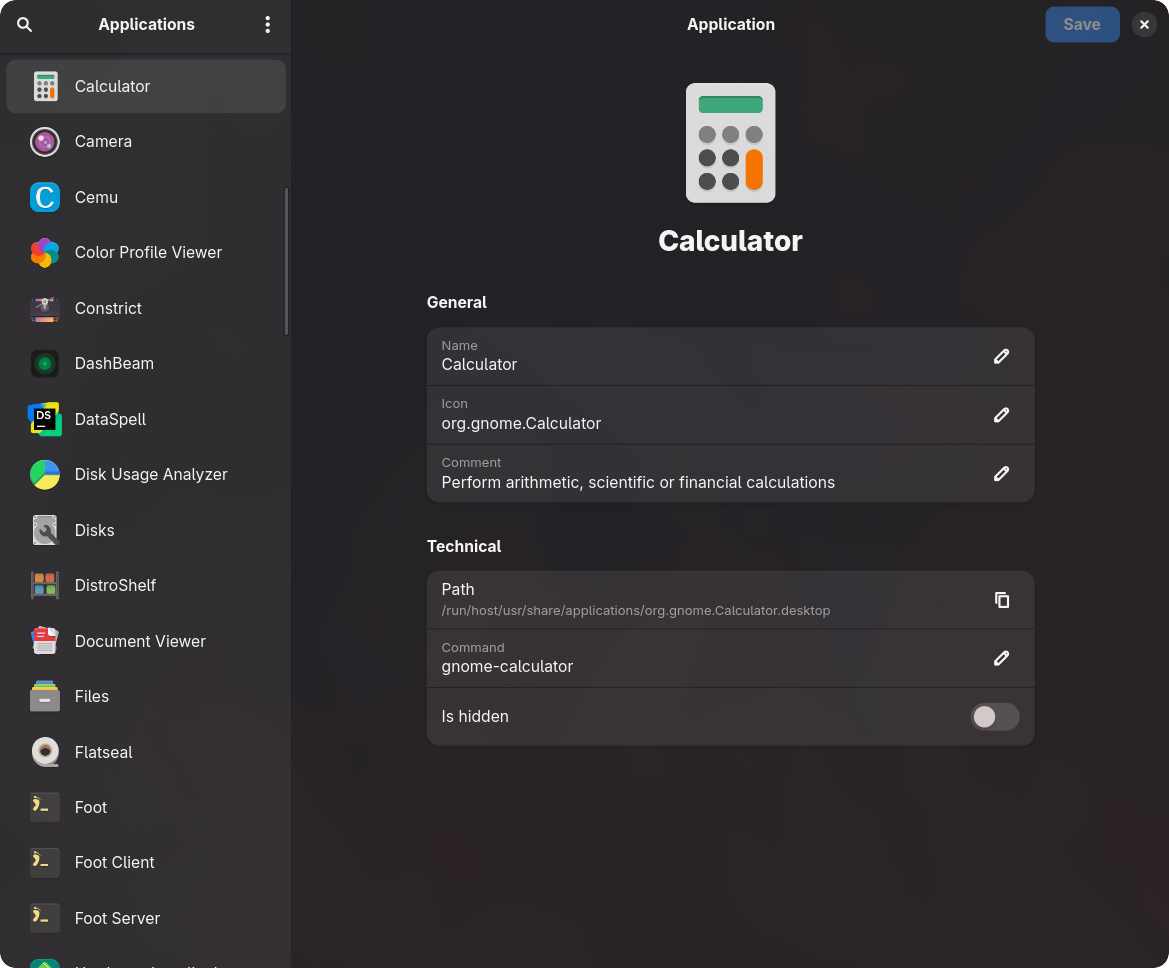 Applications
Calculator
Camera
C
Cemu
Color Profile Viewer
Constrict
DashBeam
DS
DataSpell
Disk Usage Analyzer
Disks
DistroShelf
Document Viewer
Files
Flatseal
Foot
Foot Client
Foot Server
Application
Save
Calculator
General
Name
Calculator
Icon
org.gnome.Calculator
Comment
Perform arithmetic, scientific or financial calculations
Technical
Path
/run/host/usr/share/applications/org.gnome.Calculator.desktop
Command
gnome-calculator
Is hidden